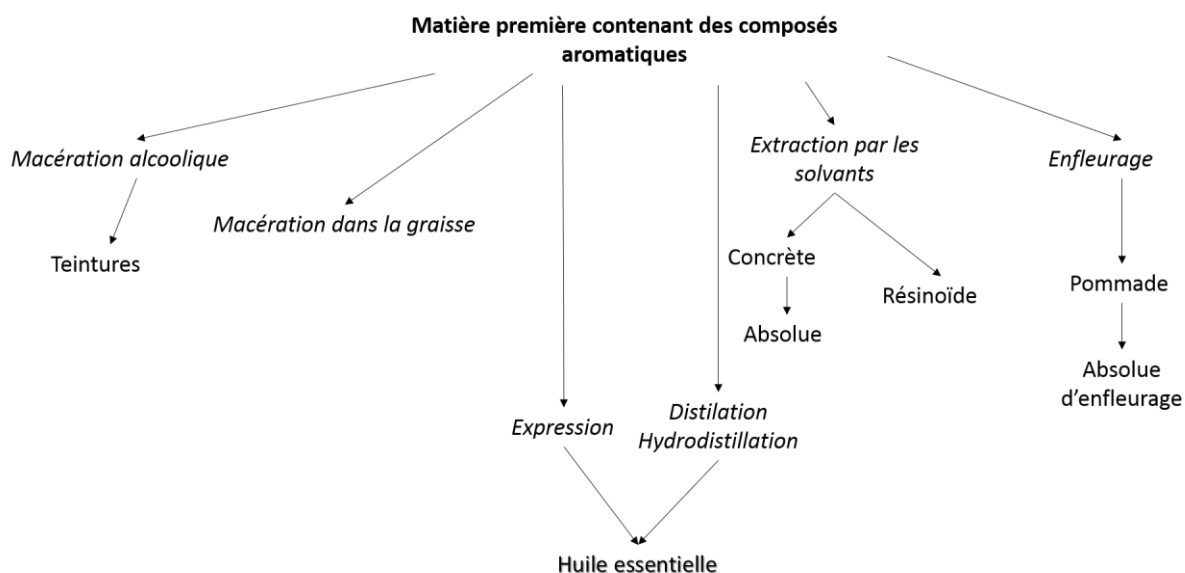 Matière première contenant des composés
aromatiques
Macération alcoolique
Teintures
Macération dans la graisse
Expression
Distilation
Hydrodistillation
Huile essentielle
Extraction par les
solvants
Concrète
Absolue
Résinoïde
Enfleurage
Pommade
Absolue
d'enfleurage